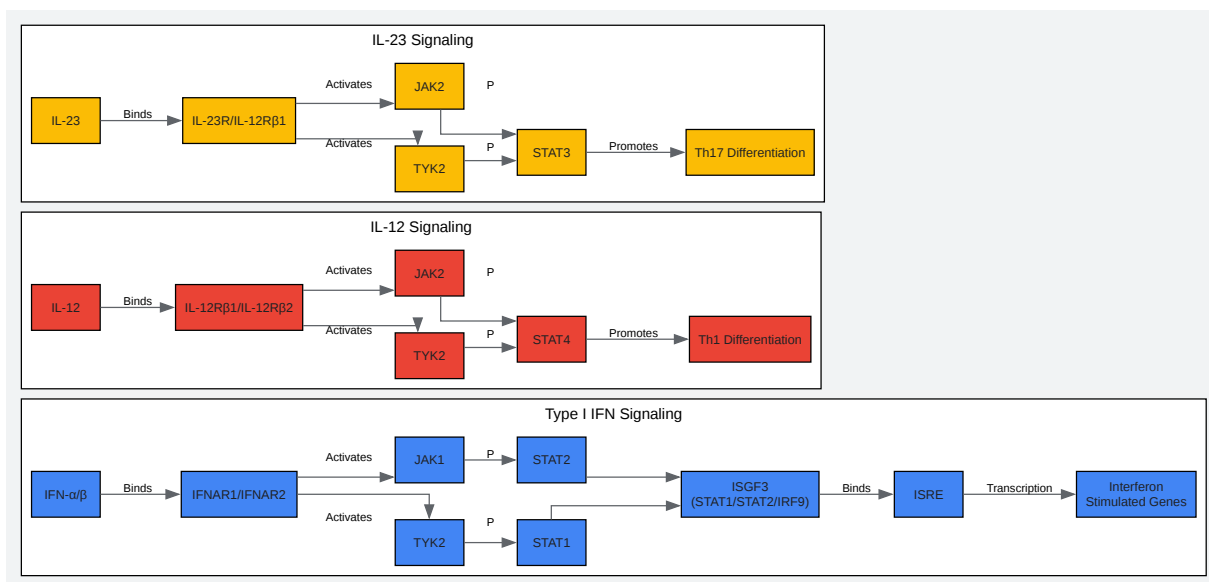 IL-23 Signaling
IL-23
Binds
IL-23R/IL-12Rβ1
Activates
Activates
JAK2
TYK2
P
P
STAT3
Promotes
Th17 Differentiation
IL-12 Signaling
IL-12
Binds
IL-12Rβ1/IL-12Rβ2
Activates
Activates
JAK2
TYK2
P
P
STAT4
Promotes
Th1 Differentiation
Type I IFN Signaling
IFN-α/β
Binds
IFNAR1/IFNAR2
Activates
Activates
JAK1
TYK2
P
P
STAT2
STAT1
ISGF3
(STAT1/STAT2/IRF9)
Binds
ISRE
Transcription
Interferon
Stimulated Genes